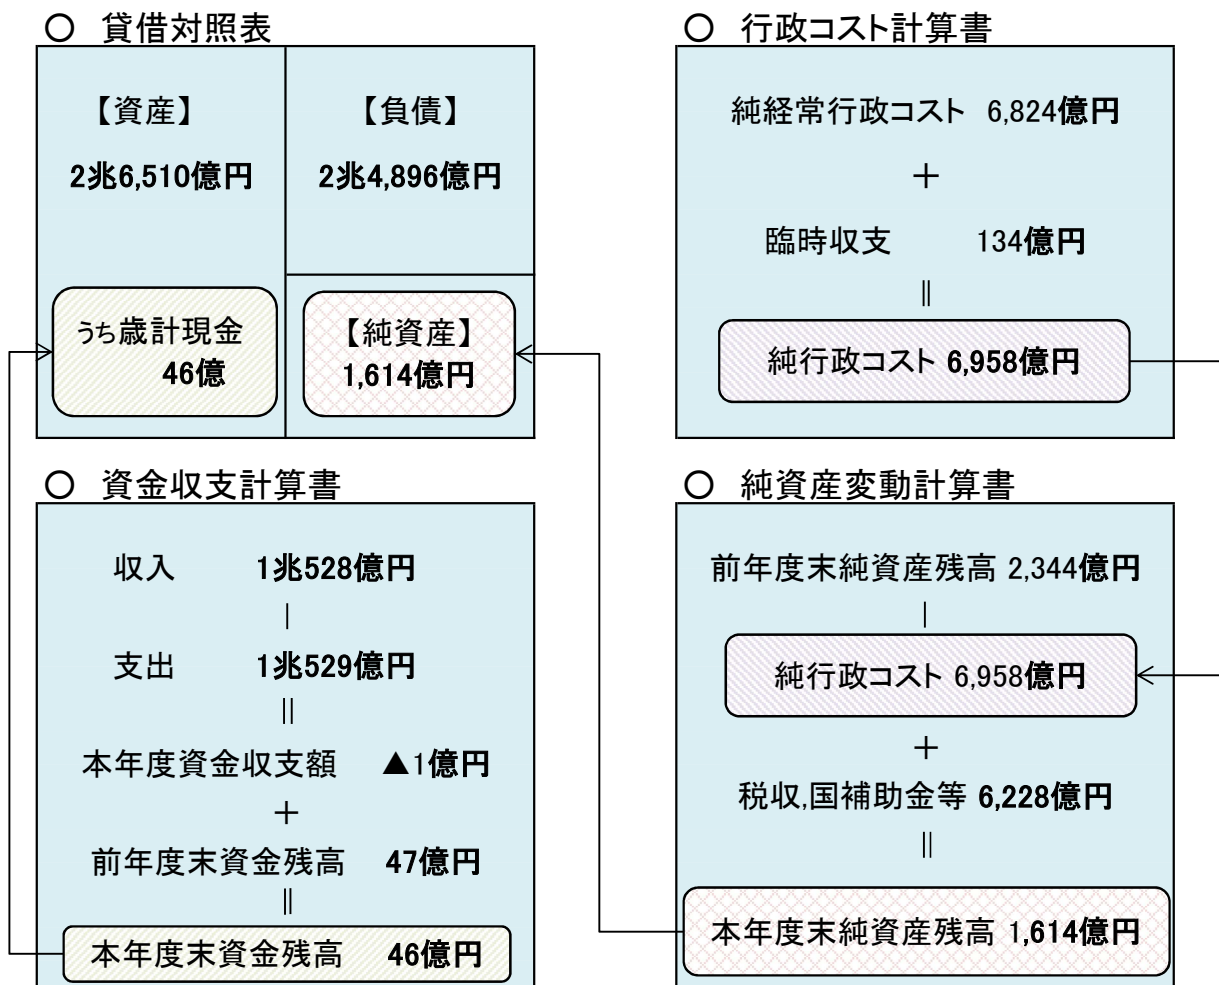 ○ 貸借対照表
【資産】
2兆6,510億円
【負債】
2兆4,896億円
うち歳計現金
46億
【純資産】
1,614億円
○ 行政コスト計算書
純経常行政コスト 6,824億円
＋
臨時収支 134億円
||
純行政コスト 6,958億円
○ 資金収支計算書
収入 1兆528億円
|
支出 1兆529億円
||
本年度資金収支額 ▲1億円
＋
前年度末資金残高 47億円
||
本年度末資金残高 46億円
○ 純資産変動計算書
前年度末純資産残高 2,344億円
|
純行政コスト 6,958億円
＋
税収,国補助金等 6,228億円
||
本年度末純資産残高 1,614億円